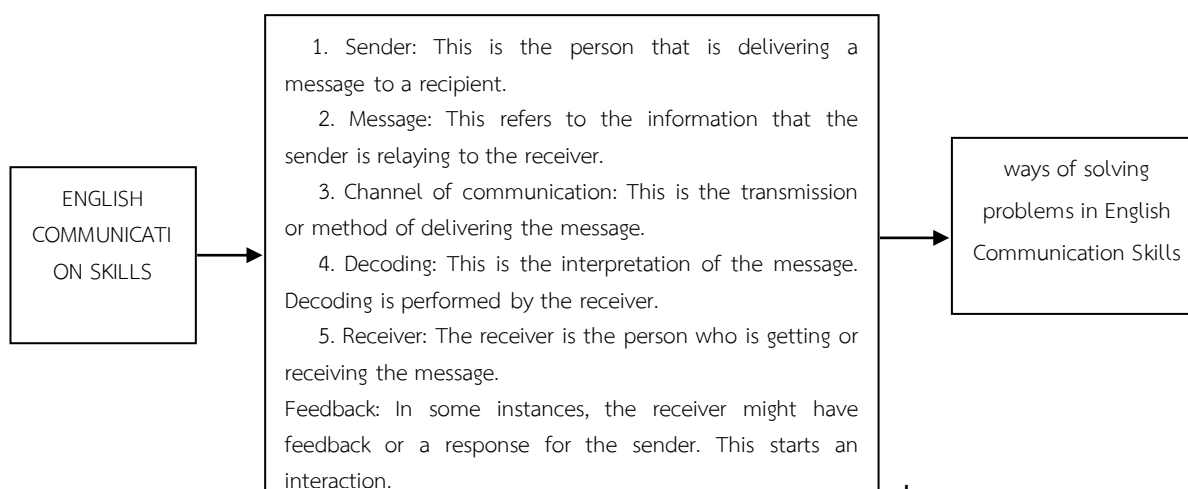 ENGLISH
COMMUNICATI
ON SKILLS
1. Sender: This is the person that is delivering a
message to a recipient.
2. Message: This refers to the information that the
sender is relaying to the receiver.
3. Channel of communication: This is the transmission
or method of delivering the message.
4. Decoding: This is the interpretation of the message.
Decoding is performed by the receiver.
5. Receiver: The receiver is the person who is getting or
receiving the message.
Feedback: In some instances, the receiver might have
feedback or a response for the sender. This starts an
interaction.
ways of solving
problems in English
Communication Skills